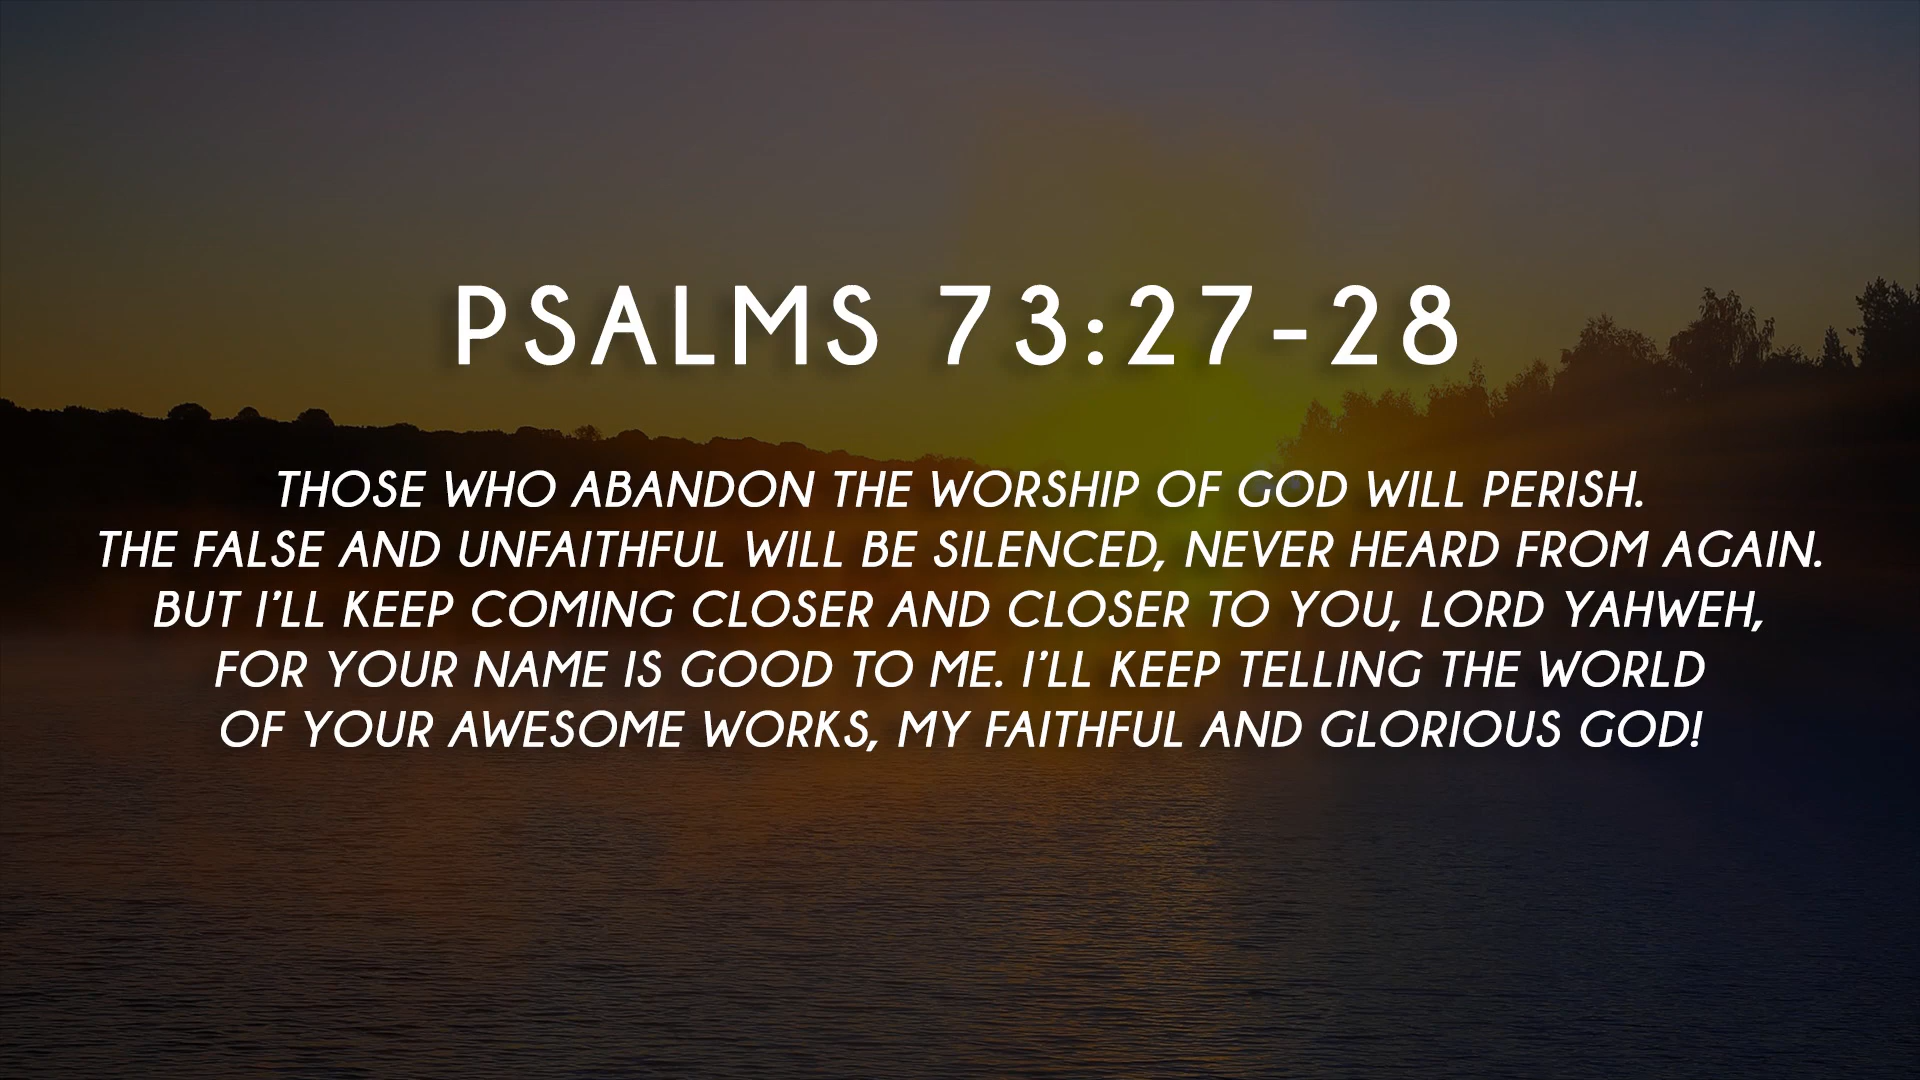 PSALMS 73:27-28
THOSE WHO ABANDON THE WORSHIP OF GOD WILL PERISH.
THE FALSE AND UNFAITHFUL WILL BE SILENCED, NEVER HEARD FROM AGAIN.
BUT I’LL KEEP COMING CLOSER AND CLOSER TO YOU, LORD YAHWEH,
FOR YOUR NAME IS GOOD TO ME. I’LL KEEP TELLING THE WORLD
OF YOUR AWESOME WORKS, MY FAITHFUL AND GLORIOUS GOD!